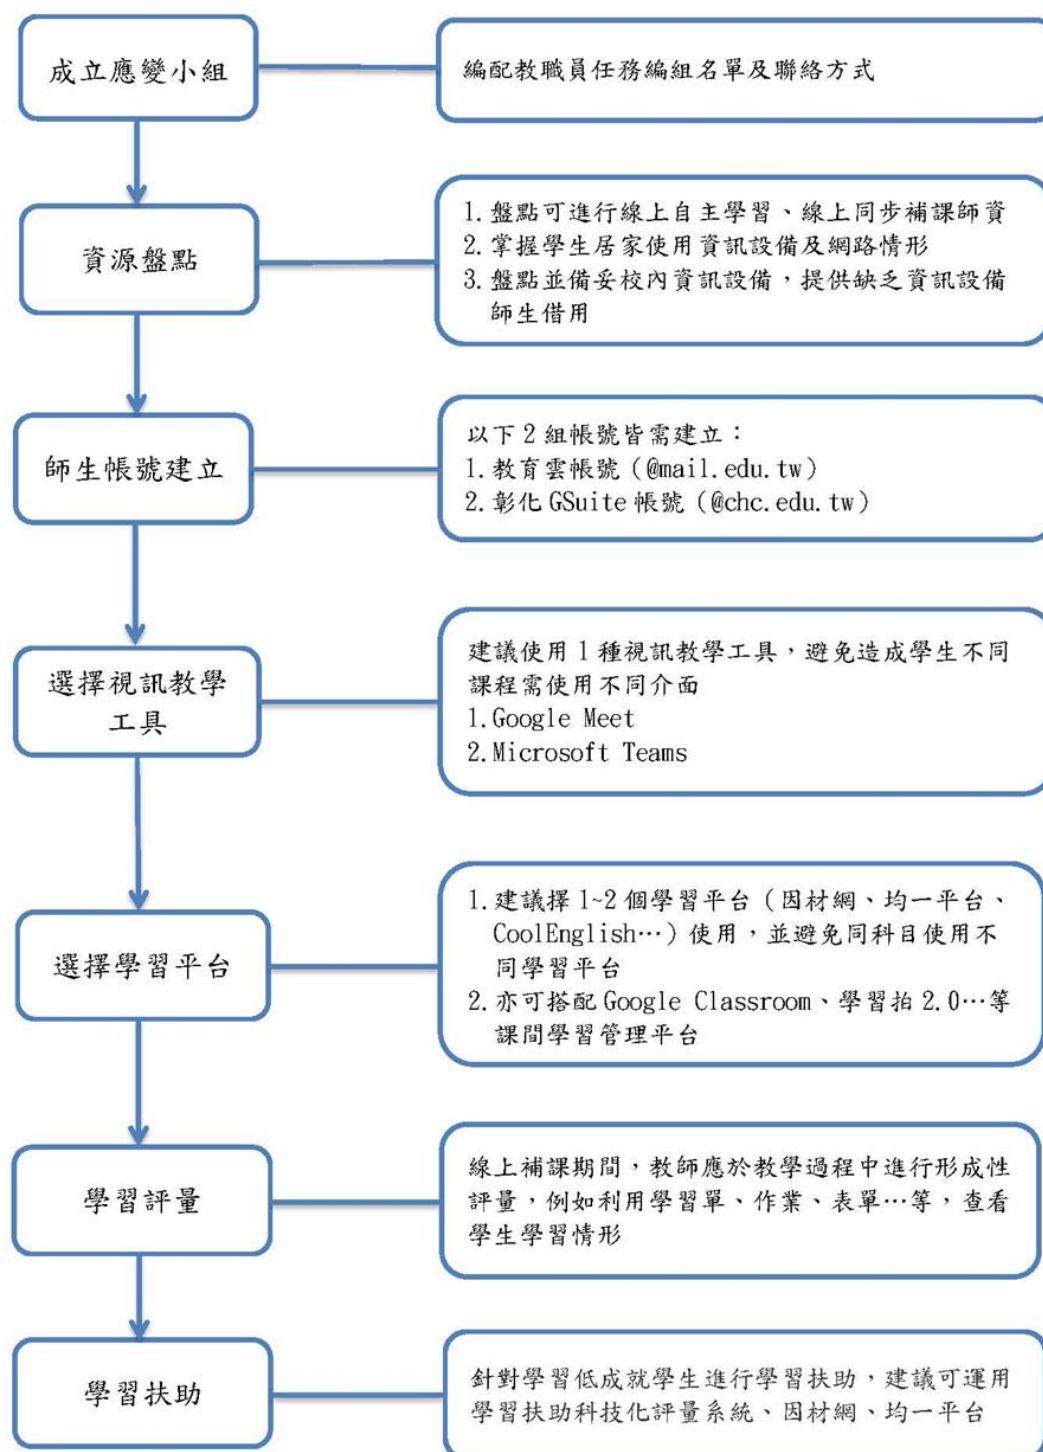 成立應變小組
編配教職員任務編組名單及聯絡方式
資源盤點
1.盤點可進行線上自主學習、線上同步補課師資
2.掌握學生居家使用資訊設備及網路情形
3.盤點並備妥校內資訊設備，提供缺乏資訊設備
師生借用
師生帳號建立
以下 2 組帳號皆需建立：
1.教育雲帳號（@mail.edu.tw）
2.彰化 GSuite 帳號（@chc.edu.tw）
選擇視訊教學
工具
建議使用 1 種視訊教學工具，避免造成學生不同
課程需使用不同介面
1.Google Meet
2.Microsoft Teams
選擇學習平台
1.建議擇 1~2 個學習平台（因材網、均一平台、
CoolEnglish…）使用，並避免同科目使用不
同學習平台
2.亦可搭配 Google Classroom、學習拍 2.0…等
課間學習管理平台
學習評量
線上補課期間，教師應於教學過程中進行形成性
評量，例如利用學習單、作業、表單…等，查看
學生學習情形
學習扶助
針對學習低成就學生進行學習扶助，建議可運用
學習扶助科技化評量系統、因材網、均一平台